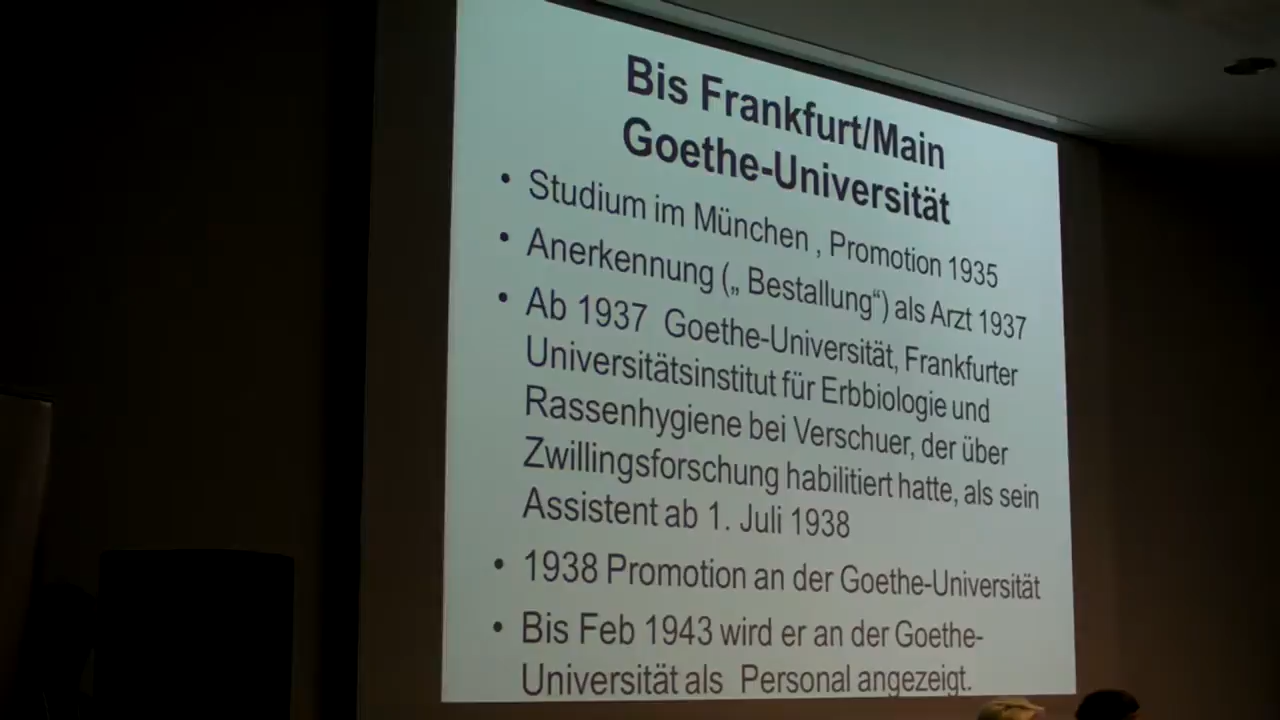 Bis Frankfurt/Main
Goethe-Universität
• Studium im München , Promotion 1935
• Anerkennung („ Bestallung“) als Arzt 1937
• Ab 1937 Goethe-Universität, Frankfurter
Universitätsinstitut für Erbbiologie und
Rassenhygiene bei Verschuer, der über
Zwillingsforschung habilitiert hatte, als sein
Assistent ab 1. Juli 1938
• 1938 Promotion an der Goethe-Universität
• Bis Feb 1943 wird er an der Goethe-
Universität als Personal angezeigt.